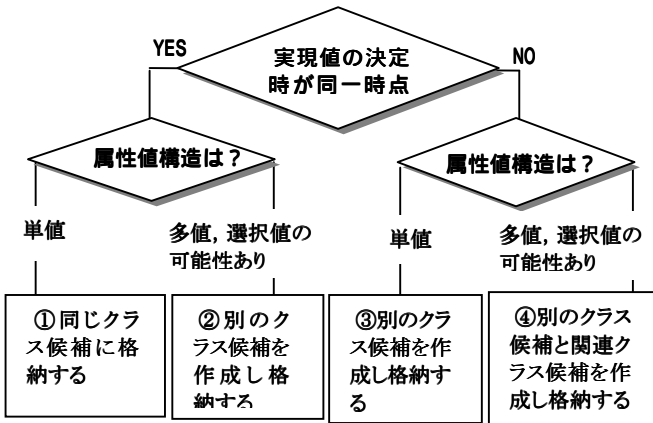 YES
実現値の決定
時が同一時点
NO
属性値構造は？
属性値構造は？
単値
多値，選択値の
可能性あり
単値
多値，選択値の
可能性あり
①同じクラ
ス候補に格
納する
②別のク
ラス候補を
作成し格
納する
③別のクラ
ス候補を作
成し格納す
る
④別のクラス
候補と関連ク
ラス候補を作
成し格納する